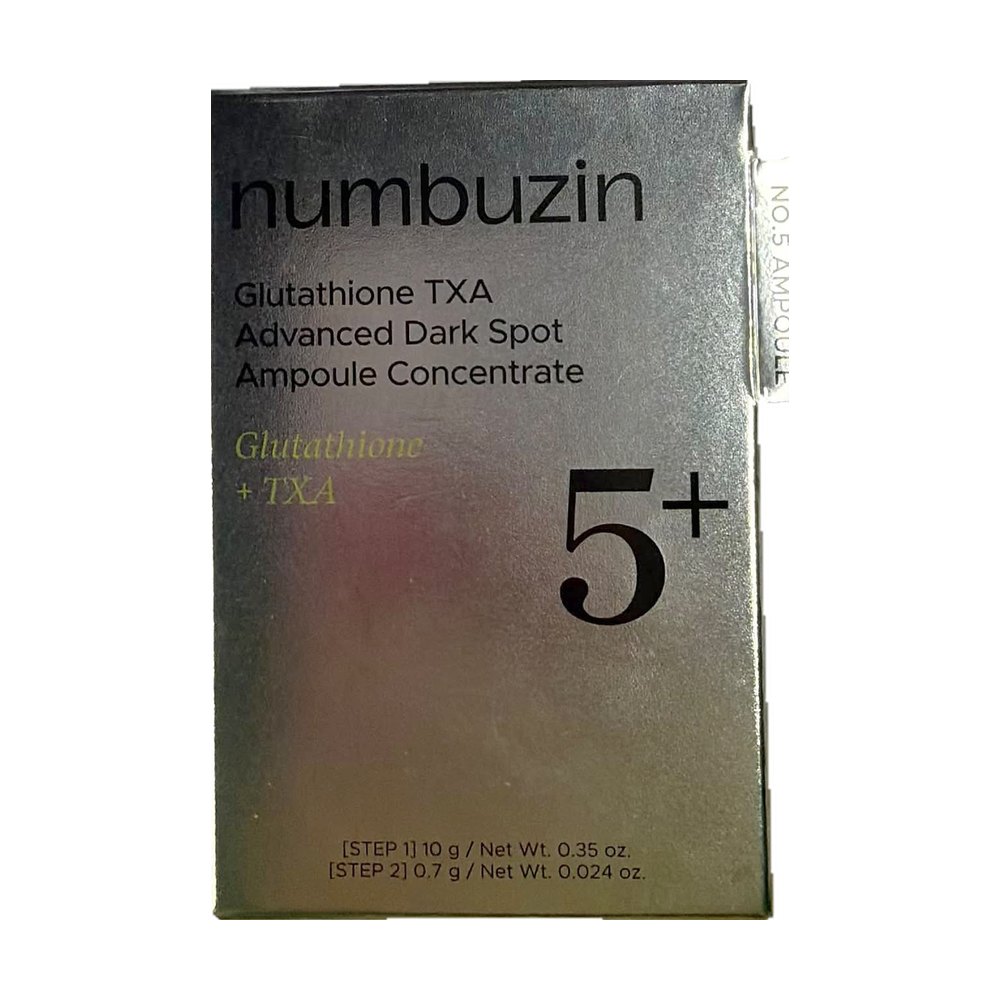 numbuzin
Glutathione TXA
Advanced Dark Spot
Ampoule Concentrate
Glutathione
+ TXA
5+
[STEP 1] 10 g / Net Wt. 0.35 oz.
[STEP 2] 0.7 g / Net Wt. 0.024 oz.
NO.5 AMPOULE